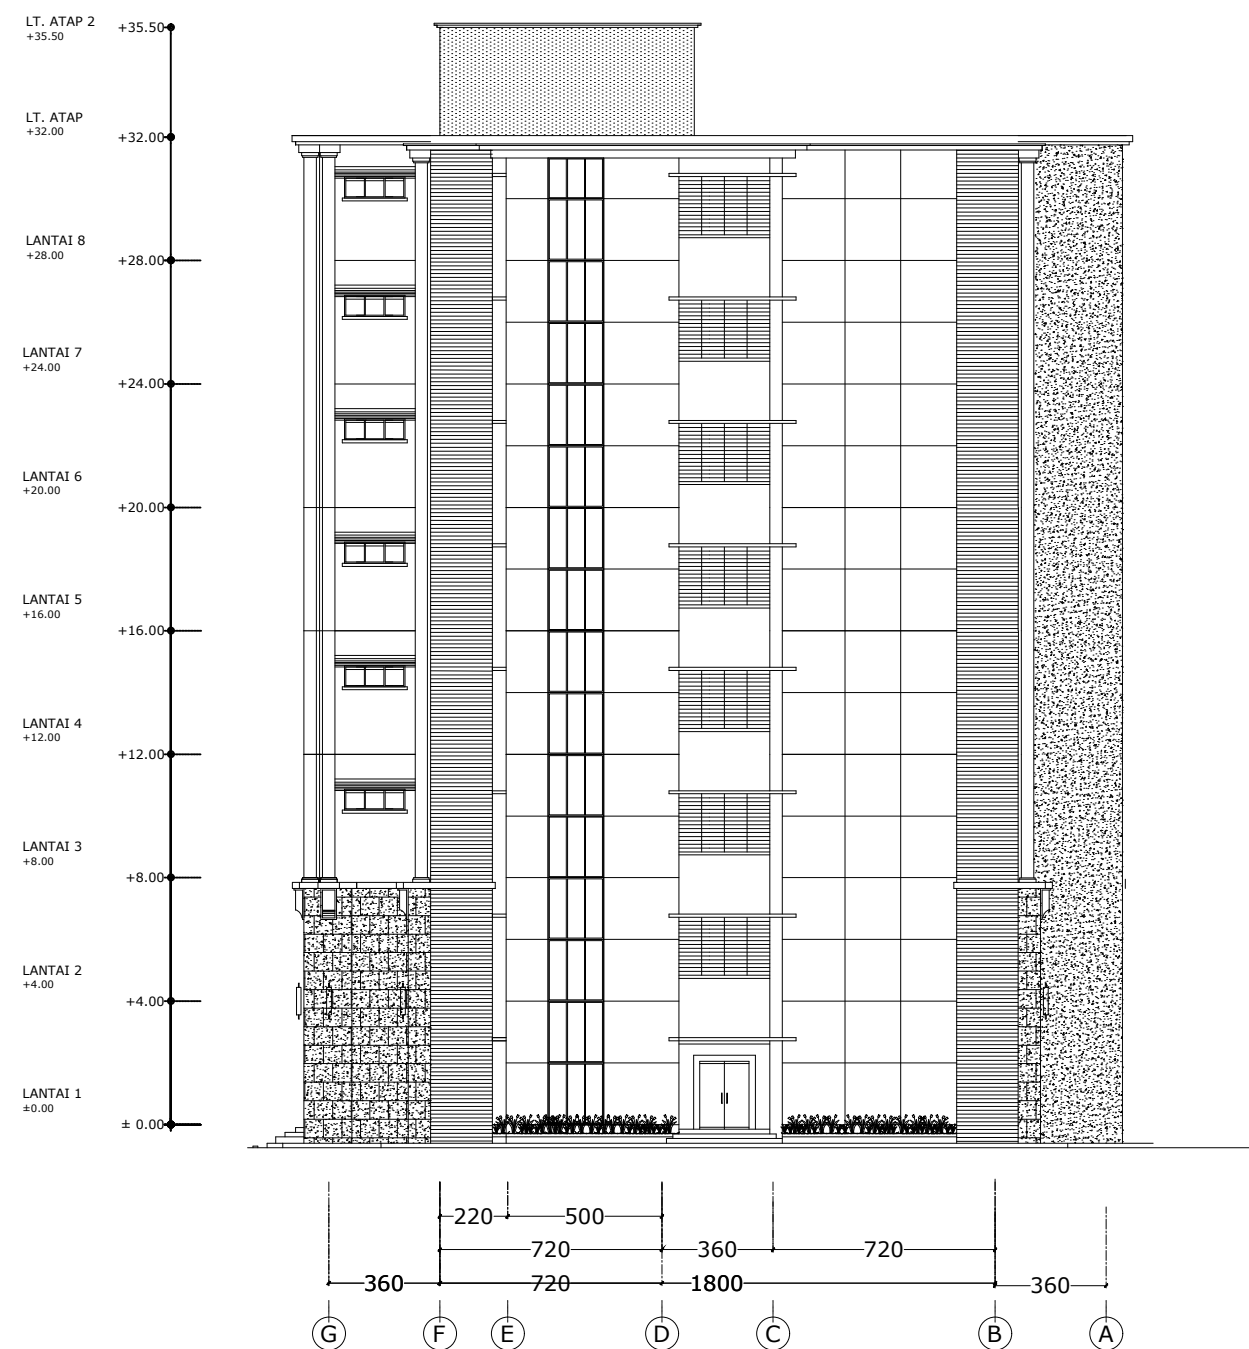 LT. ATAP 2
+35.50
+35.50
LT. ATAP
+32.00
+32.00
LANTAI 8
+28.00
+28.00
LANTAI 7
+24.00
+24.00
LANTAI 6
+20.00
+20.00
LANTAI 5
+16.00
+16.00
LANTAI 4
+12.00
+12.00
LANTAI 3
+8.00
+8.00
LANTAI 2
+4.00
+4.00
LANTAI 1
±0.00
± 0.00
220 500
720 360 720
360 720 1800 360
G F E D C B A